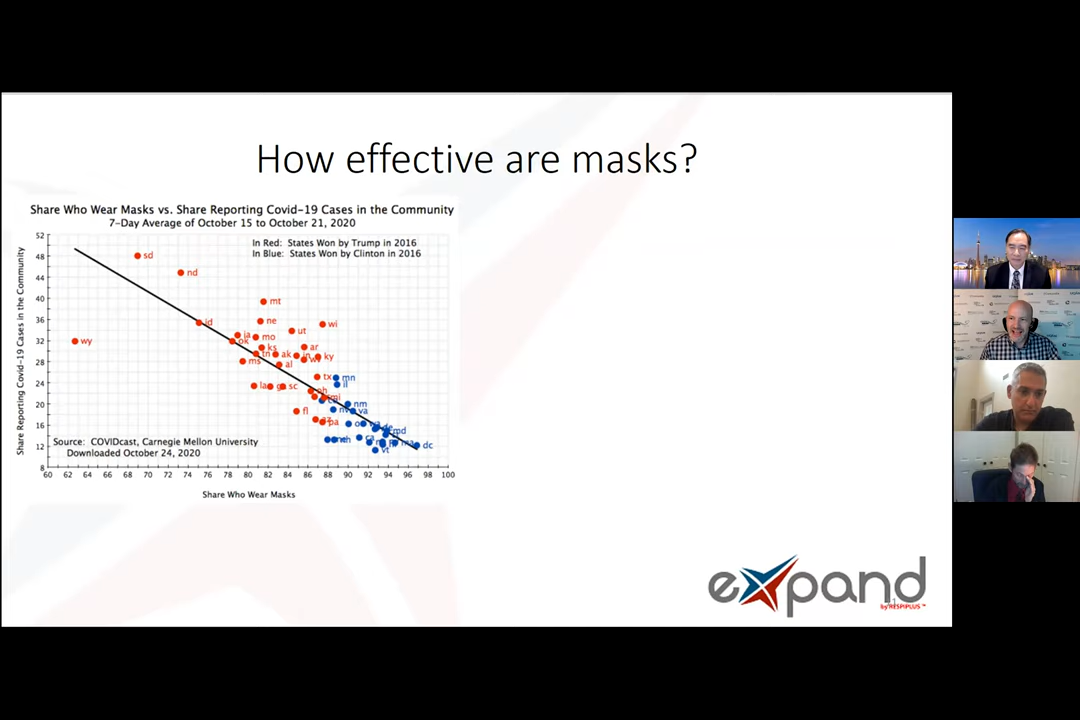 How effective are masks?
Share Who Wear Masks vs. Share Reporting Covid-19 Cases in the Community
7-Day Average of October 15 to October 21, 2020
In Red: States Won by Trump in 2016
In Blue: States Won by Clinton in 2016
Share Reporting Covid-19 Cases in the Community
52
48
44
40
36
32
28
24
20
16
12
8
sd
nd
mt
id
ne
wi
ut
wy
ia
ok
mo
ks
ar
tn
ak
ky
ms
al
tx
mn
il
la
sc
nm
fl
va
pa
md
vt
dc
Source: COVIDcast, Carnegie Mellon University
Downloaded October 24, 2020
60 62 64 66 68 70 72 74 76 78 80 82 84 86 88 90 92 94 96 98 100
Share Who Wear Masks
expand
by RESPIPLUS™